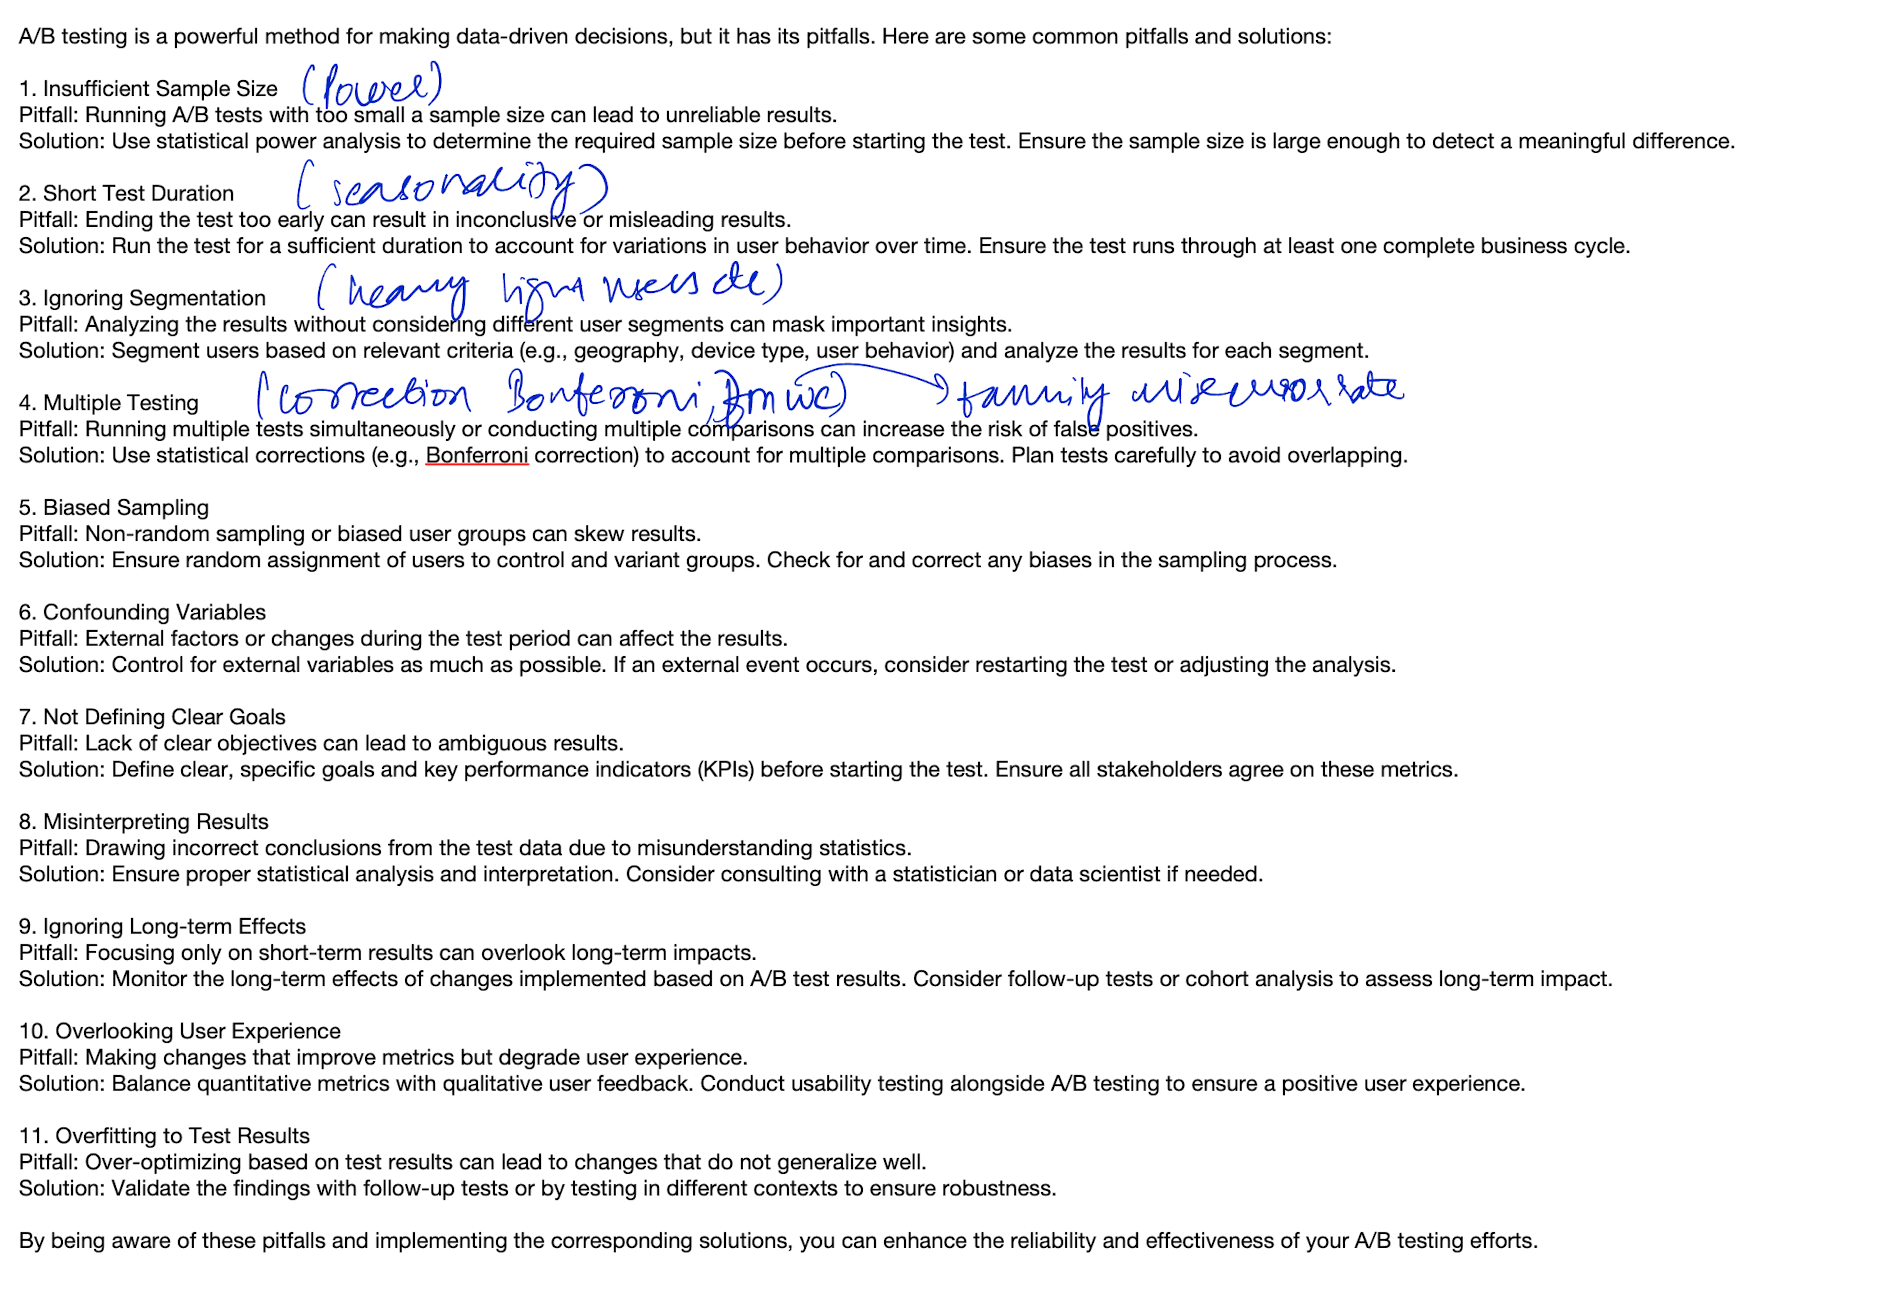 A/B testing is a powerful method for making data-driven decisions, but it has its pitfalls. Here are some common pitfalls and solutions:
1. Insufficient Sample Size (Power)
Pitfall: Running A/B tests with too small a sample size can lead to unreliable results.
Solution: Use statistical power analysis to determine the required sample size before starting the test. Ensure the sample size is large enough to detect a meaningful difference.
2. Short Test Duration (seasonality)
Pitfall: Ending the test too early can result in inconclusive or misleading results.
Solution: Run the test for a sufficient duration to account for variations in user behavior over time. Ensure the test runs through at least one complete business cycle.
3. Ignoring Segmentation (heavy light users etc)
Pitfall: Analyzing the results without considering different user segments can mask important insights.
Solution: Segment users based on relevant criteria (e.g., geography, device type, user behavior) and analyze the results for each segment.
4. Multiple Testing (correction Bonferroni, family wise error rate
Pitfall: Running multiple tests simultaneously or conducting multiple comparisons can increase the risk of false positives.
Solution: Use statistical corrections (e.g., Bonferroni correction) to account for multiple comparisons. Plan tests carefully to avoid overlapping.
5. Biased Sampling
Pitfall: Non-random sampling or biased user groups can skew results.
Solution: Ensure random assignment of users to control and variant groups. Check for and correct any biases in the sampling process.
6. Confounding Variables
Pitfall: External factors or changes during the test period can affect the results.
Solution: Control for external variables as much as possible. If an external event occurs, consider restarting the test or adjusting the analysis.
7. Not Defining Clear Goals
Pitfall: Lack of clear objectives can lead to ambiguous results.
Solution: Define clear, specific goals and key performance indicators (KPIs) before starting the test. Ensure all stakeholders agree on these metrics.
8. Misinterpreting Results
Pitfall: Drawing incorrect conclusions from the test data due to misunderstanding statistics.
Solution: Ensure proper statistical analysis and interpretation. Consider consulting with a statistician or data scientist if needed.
9. Ignoring Long-term Effects
Pitfall: Focusing only on short-term results can overlook long-term impacts.
Solution: Monitor the long-term effects of changes implemented based on A/B test results. Consider follow-up tests or cohort analysis to assess long-term impact.
10. Overlooking User Experience
Pitfall: Making changes that improve metrics but degrade user experience.
Solution: Balance quantitative metrics with qualitative user feedback. Conduct usability testing alongside A/B testing to ensure a positive user experience.
11. Overfitting to Test Results
Pitfall: Over-optimizing based on test results can lead to changes that do not generalize well.
Solution: Validate the findings with follow-up tests or by testing in different contexts to ensure robustness.
By being aware of these pitfalls and implementing the corresponding solutions, you can enhance the reliability and effectiveness of your A/B testing efforts.